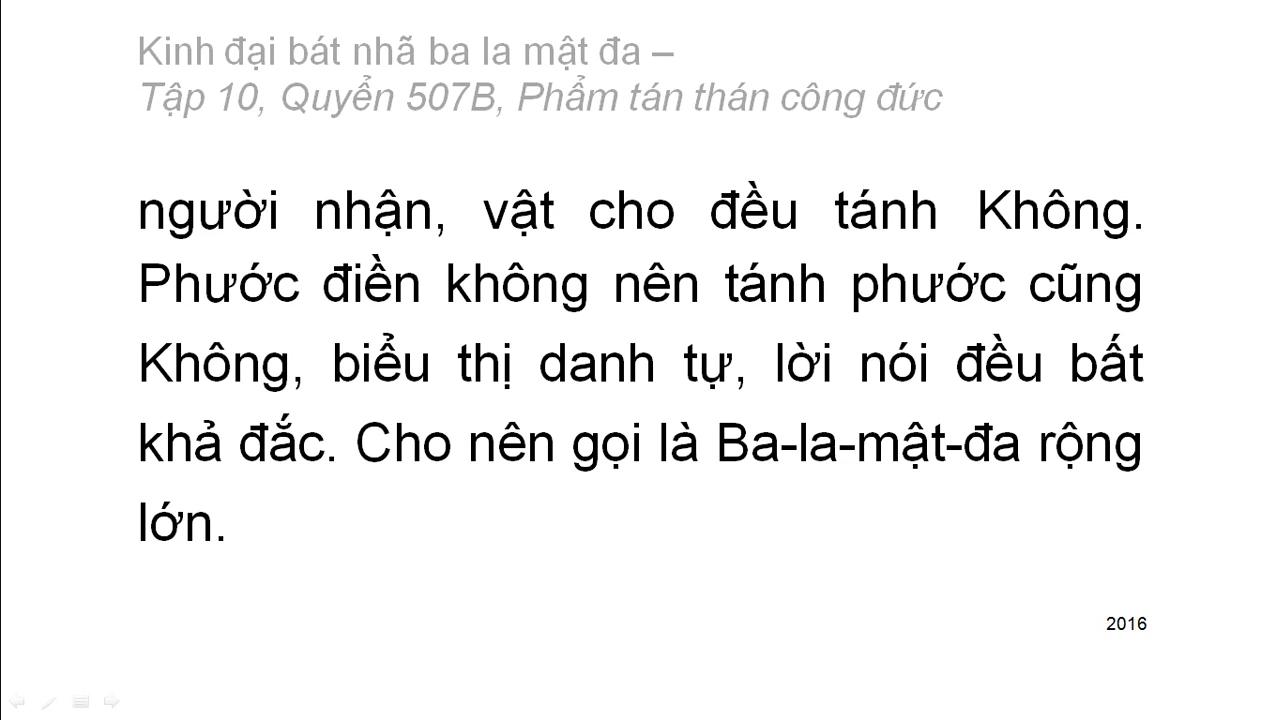 Kinh đại bát nhã ba la mật đa –
Tập 10, Quyển 507B, Phẩm tán thán công đức
người nhận, vật cho đều tánh Không.
Phước điền không nên tánh phước cũng
Không, biểu thị danh tự, lời nói đều bất
khả đắc. Cho nên gọi là Ba-la-mật-đa rộng
lớn.
2016